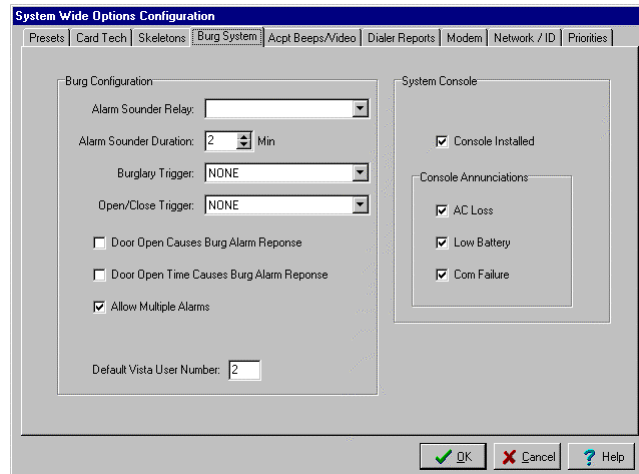 System Wide Options Configuration
Presets Card Tech Skeletons Burg System Acpt Beeps/Video Dialer Reports Modem Network / ID Priorities
Burg Configuration
Alarm Sounder Relay:
Alarm Sounder Duration: 2 Min
Burglary Trigger: NONE
Open/Close Trigger: NONE
Door Open Causes Burg Alarm Reponse
Door Open Time Causes Burg Alarm Reponse
Allow Multiple Alarms
Default Vista User Number: 2
System Console
Console Installed
Console Annunciations
AC Loss
Low Battery
Com Failure
OK Cancel Help